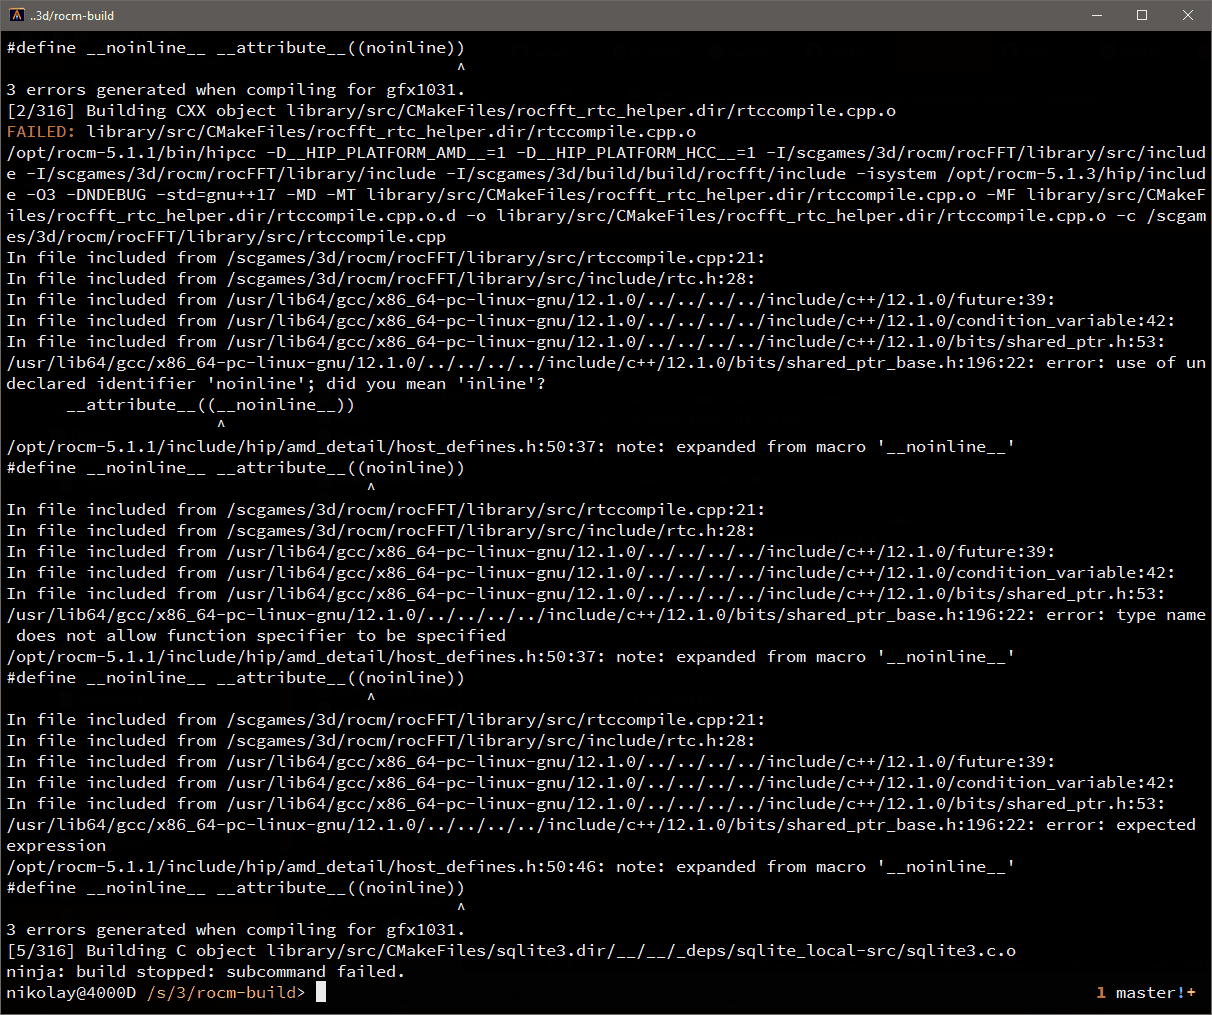 ..3d/rocm-build
#define __noinline__ __attribute__((noinline))
^
3 errors generated when compiling for gfx1031.
[2/316] Building CXX object library/src/CMakeFiles/rocfft_rtc_helper.dir/rtccompile.cpp.o
FAILED: library/src/CMakeFiles/rocfft_rtc_helper.dir/rtccompile.cpp.o
/opt/rocm-5.1.1/bin/hipcc -D__HIP_PLATFORM_AMD__=1 -D__HIP_PLATFORM_HCC__=1 -I/scgames/3d/rocm/rocFFT/library/src/includ
e -I/scgames/3d/rocm/rocFFT/library/include -I/scgames/3d/build/build/rocfft/include -isystem /opt/rocm-5.1.3/hip/includ
e -O3 -DNDEBUG -std=gnu++17 -MD -MT library/src/CMakeFiles/rocfft_rtc_helper.dir/rtccompile.cpp.o -MF library/src/CMakeF
iles/rocfft_rtc_helper.dir/rtccompile.cpp.o.d -o library/src/CMakeFiles/rocfft_rtc_helper.dir/rtccompile.cpp.o -c /scgam
es/3d/rocm/rocFFT/library/src/rtccompile.cpp
In file included from /scgames/3d/rocm/rocFFT/library/src/rtccompile.cpp:21:
In file included from /scgames/3d/rocm/rocFFT/library/src/include/rtc.h:28:
In file included from /usr/lib64/gcc/x86_64-pc-linux-gnu/12.1.0/../../../../include/c++/12.1.0/future:39:
In file included from /usr/lib64/gcc/x86_64-pc-linux-gnu/12.1.0/../../../../include/c++/12.1.0/condition_variable:42:
In file included from /usr/lib64/gcc/x86_64-pc-linux-gnu/12.1.0/../../../../include/c++/12.1.0/bits/shared_ptr.h:53:
/usr/lib64/gcc/x86_64-pc-linux-gnu/12.1.0/../../../../include/c++/12.1.0/bits/shared_ptr_base.h:196:22: error: use of un
declared identifier 'noinline'; did you mean 'inline'?
__attribute__((__noinline__))
^
/opt/rocm-5.1.1/include/hip/amd_detail/host_defines.h:50:37: note: expanded from macro '__noinline__'
#define __noinline__ __attribute__((noinline))
^
In file included from /scgames/3d/rocm/rocFFT/library/src/rtccompile.cpp:21:
In file included from /scgames/3d/rocm/rocFFT/library/src/include/rtc.h:28:
In file included from /usr/lib64/gcc/x86_64-pc-linux-gnu/12.1.0/../../../../include/c++/12.1.0/future:39:
In file included from /usr/lib64/gcc/x86_64-pc-linux-gnu/12.1.0/../../../../include/c++/12.1.0/condition_variable:42:
In file included from /usr/lib64/gcc/x86_64-pc-linux-gnu/12.1.0/../../../../include/c++/12.1.0/bits/shared_ptr.h:53:
/usr/lib64/gcc/x86_64-pc-linux-gnu/12.1.0/../../../../include/c++/12.1.0/bits/shared_ptr_base.h:196:22: error: type name
does not allow function specifier to be specified
/opt/rocm-5.1.1/include/hip/amd_detail/host_defines.h:50:37: note: expanded from macro '__noinline__'
#define __noinline__ __attribute__((noinline))
^
In file included from /scgames/3d/rocm/rocFFT/library/src/rtccompile.cpp:21:
In file included from /scgames/3d/rocm/rocFFT/library/src/include/rtc.h:28:
In file included from /usr/lib64/gcc/x86_64-pc-linux-gnu/12.1.0/../../../../include/c++/12.1.0/future:39:
In file included from /usr/lib64/gcc/x86_64-pc-linux-gnu/12.1.0/../../../../include/c++/12.1.0/condition_variable:42:
In file included from /usr/lib64/gcc/x86_64-pc-linux-gnu/12.1.0/../../../../include/c++/12.1.0/bits/shared_ptr.h:53:
/usr/lib64/gcc/x86_64-pc-linux-gnu/12.1.0/../../../../include/c++/12.1.0/bits/shared_ptr_base.h:196:22: error: expected
expression
/opt/rocm-5.1.1/include/hip/amd_detail/host_defines.h:50:46: note: expanded from macro '__noinline__'
#define __noinline__ __attribute__((noinline))
^
3 errors generated when compiling for gfx1031.
[5/316] Building C object library/src/CMakeFiles/sqlite3.dir/__/__/_deps/sqlite_local-src/sqlite3.c.o
ninja: build stopped: subcommand failed.
nikolay@4000D /s/3/rocm-build> 1 master!+